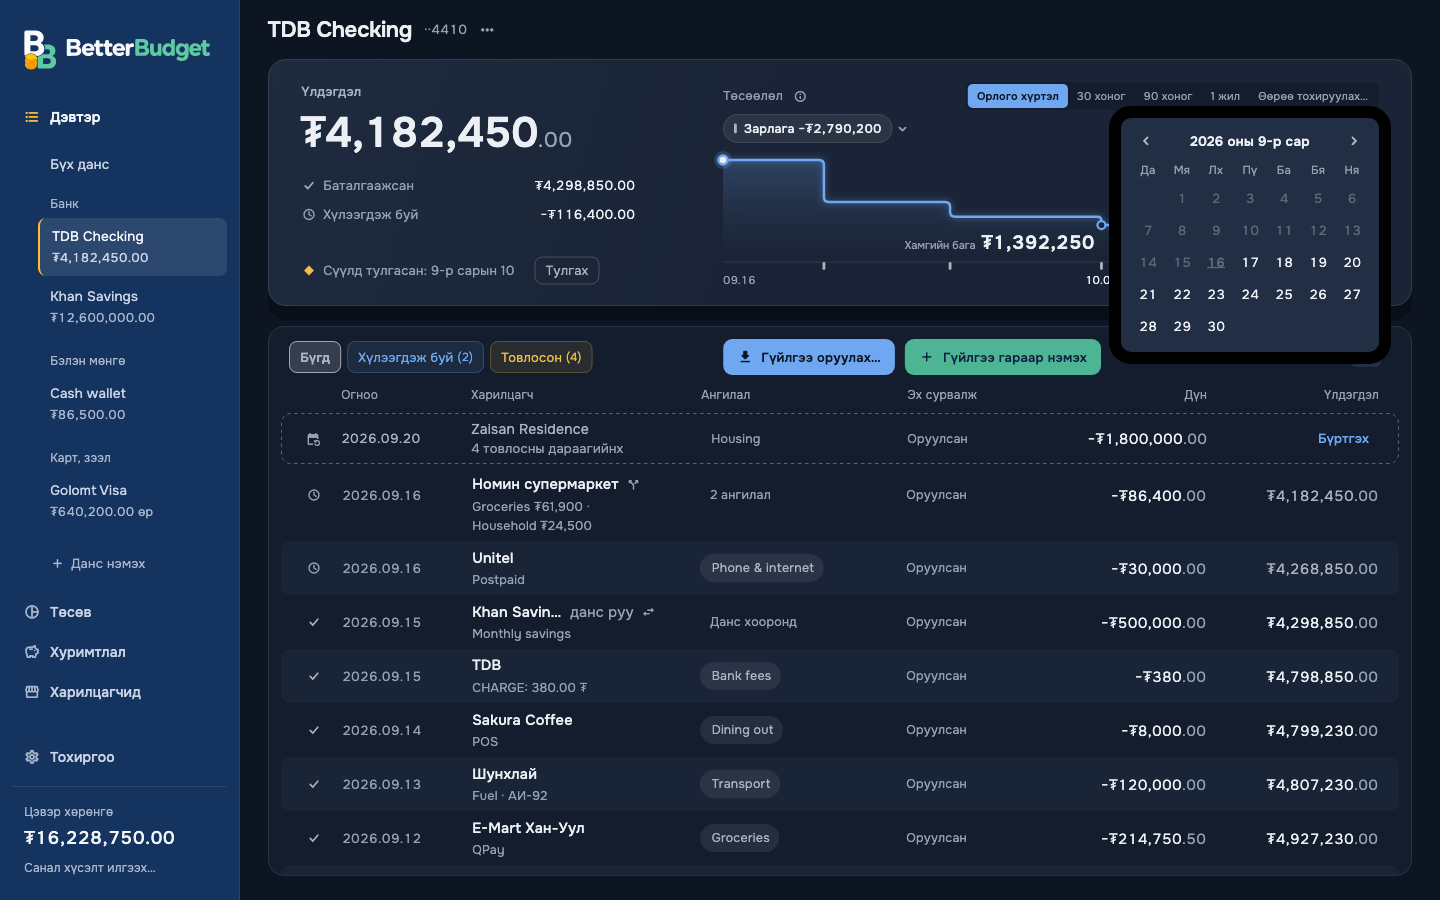 BetterBudget
Дэвтэр
Бүх данс
Банк
TDB Checking
₮4,182,450.00
Khan Savings
₮12,600,000.00
Бэлэн мөнгө
Cash wallet
₮86,500.00
Карт, зээл
Golomt Visa
₮640,200.00 өр
+ Данс нэмэх
Төсөв
Хуримтлал
Харилцагчид
Тохиргоо
Цэвэр хөрөнгө
₮16,228,750.00
Санал хүсэлт илгээх...
TDB Checking ··4410 •••
Үлдэгдэл
₮4,182,450.00
Баталгаажсан ₮4,298,850.00
Хүлээгдэж буй -₮116,400.00
Сүүлд тулгасан: 9-р сарын 10 Тулгах
Төсөөлөл
Орлого хүртэл 30 хоног 90 хоног 1 жил Өөрөө тохируулах...
Зарлага -₮2,790,200
Хамгийн бага ₮1,392,250
09.16 10.0
2026 оны 9-р сар
Да Мя Лх Пү Ба Бя Ня
1 2 3 4 5 6
7 8 9 10 11 12 13
14 15 16 17 18 19 20
21 22 23 24 25 26 27
28 29 30
Бүгд Хүлээгдэж буй (2) Товлосон (4) Гүйлгээ оруулах... + Гүйлгээ гараар нэмэх
Огноо Харилцагч Ангилал Эх сурвалж Дүн Үлдэгдэл
2026.09.20 Zaisan Residence Housing Оруулсан -₮1,800,000.00 Бүртгэх
4 товлосны дараагийнх
2026.09.16 Номин супермаркет 2 ангилал Оруулсан -₮86,400.00 ₮4,182,450.00
Groceries ₮61,900 ·
Household ₮24,500
2026.09.16 Unitel Phone & internet Оруулсан -₮30,000.00 ₮4,268,850.00
Postpaid
2026.09.15 Khan Savin... данс руу Данс хооронд Оруулсан -₮500,000.00 ₮4,298,850.00
Monthly savings
2026.09.15 TDB Bank fees Оруулсан -₮380.00 ₮4,798,850.00
CHARGE: 380.00 ₮
2026.09.14 Sakura Coffee Dining out Оруулсан -₮8,000.00 ₮4,799,230.00
POS
2026.09.13 Шунхлай Transport Оруулсан -₮120,000.00 ₮4,807,230.00
Fuel · АИ-92
2026.09.12 E-Mart Хан-Уул Groceries Оруулсан -₮214,750.50 ₮4,927,230.00
QPay